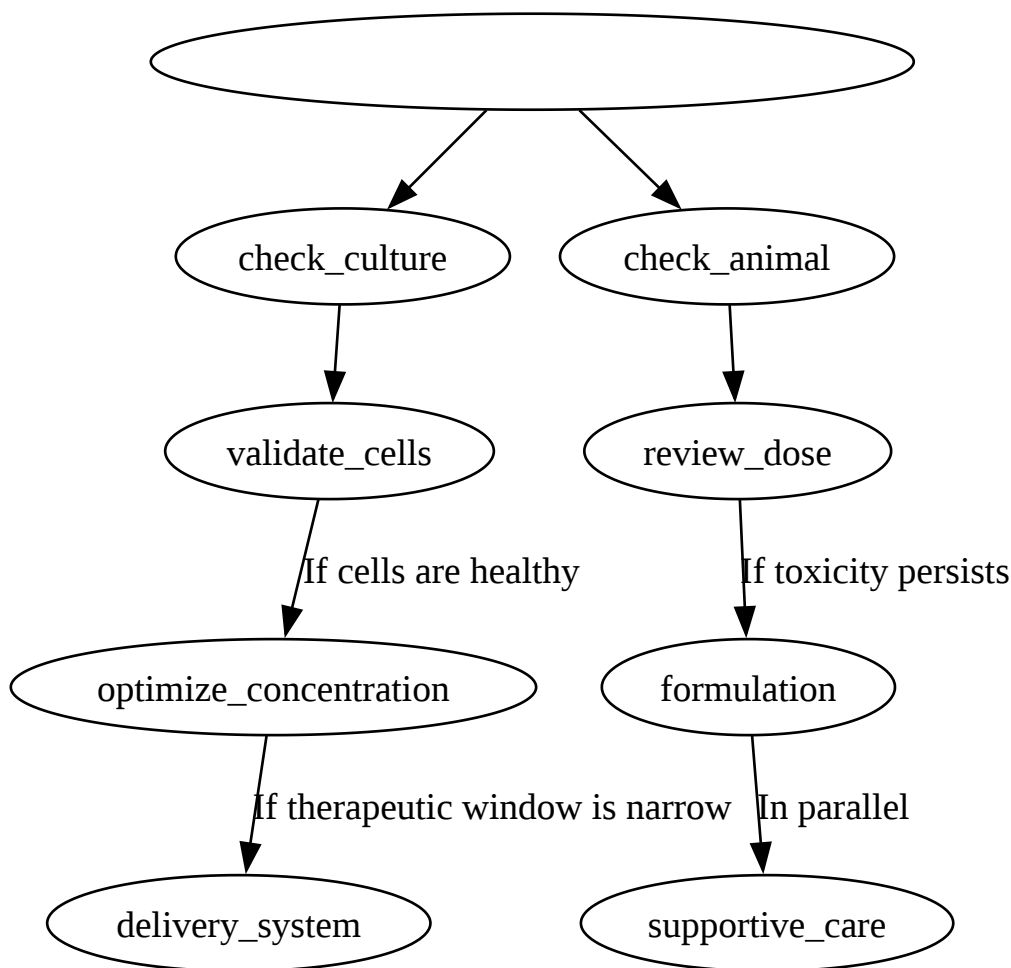 check_culture
check_animal
validate_cells
review_dose
If cells are healthy
If toxicity persists
optimize_concentration
formulation
If therapeutic window is narrow
In parallel
delivery_system
supportive_care